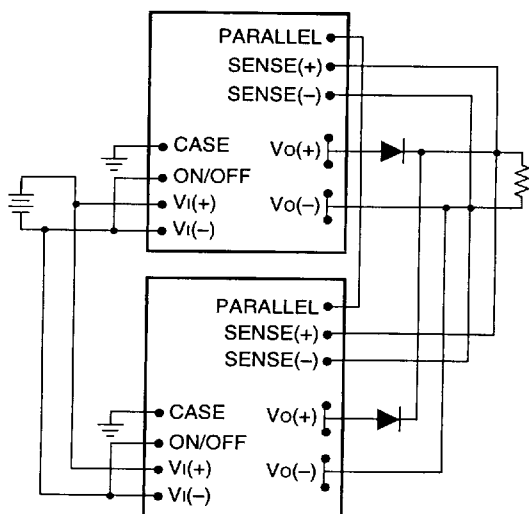 PARALLEL
SENSE(+)
SENSE(–)
CASE
VO(+)
ON/OFF
VI(+)
VO(–)
VI(–)
PARALLEL
SENSE(+)
SENSE(–)
CASE
VO(+)
ON/OFF
VI(+)
VO(–)
VI(–)